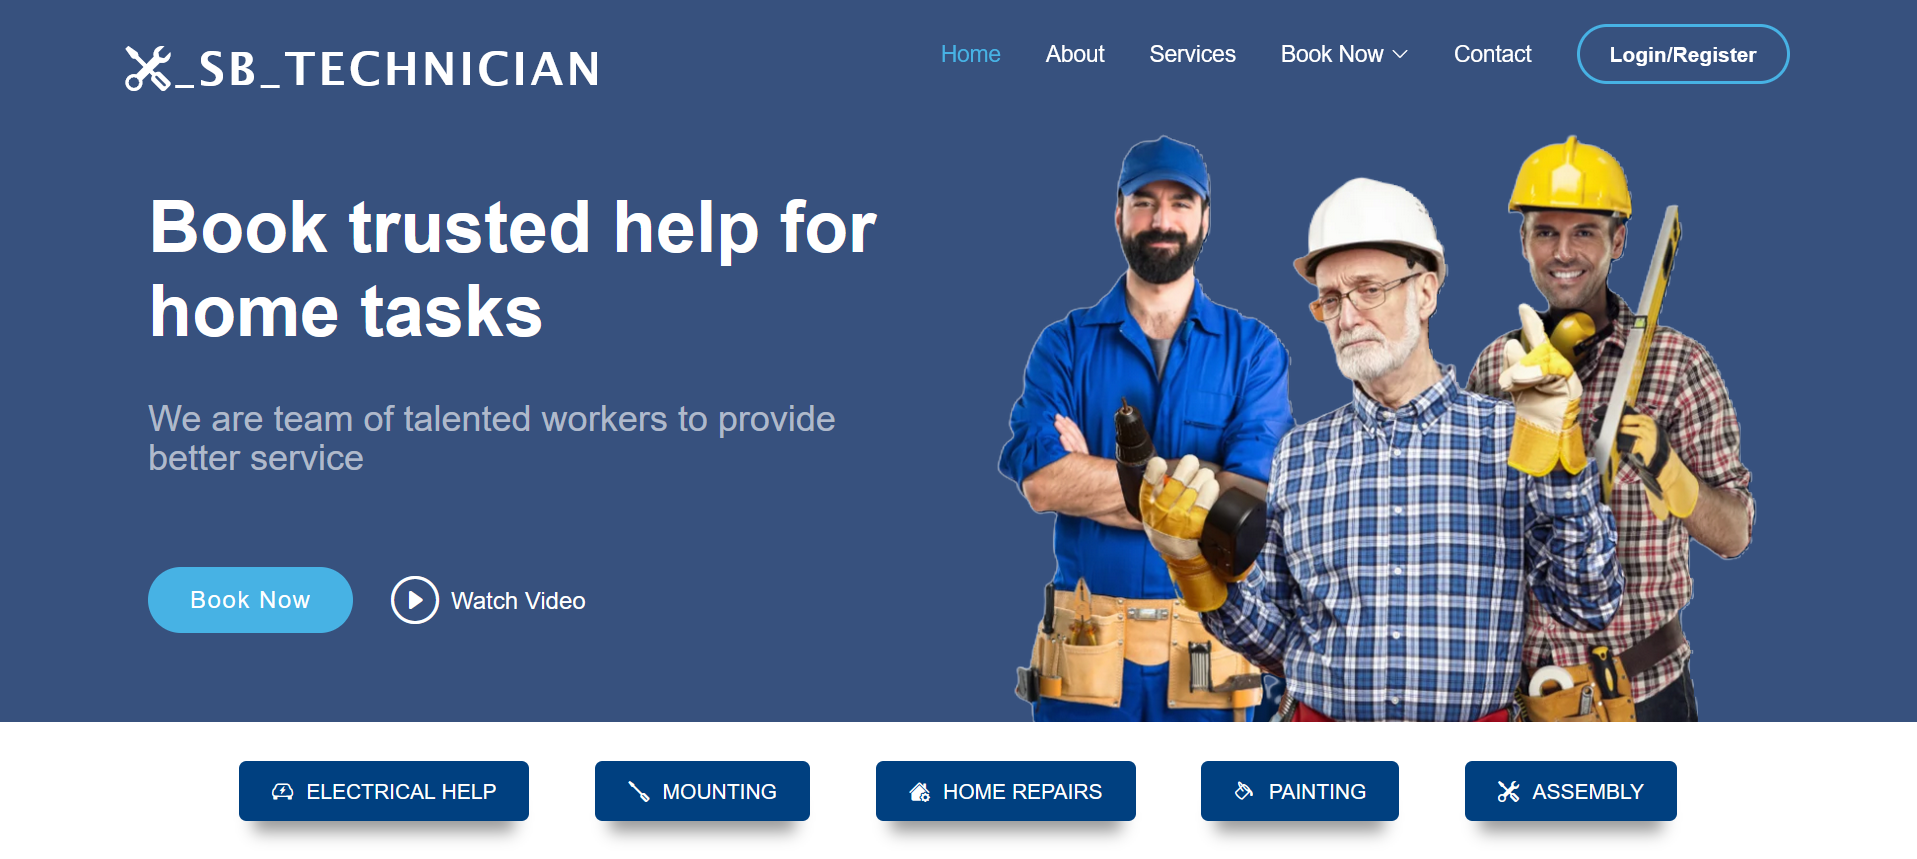 _SB_TECHNICIAN
Home About Services Book Now Contact Login/Register
Book trusted help for
home tasks
We are team of talented workers to provide
better service
Book Now Watch Video
ELECTRICAL HELP MOUNTING HOME REPAIRS PAINTING ASSEMBLY